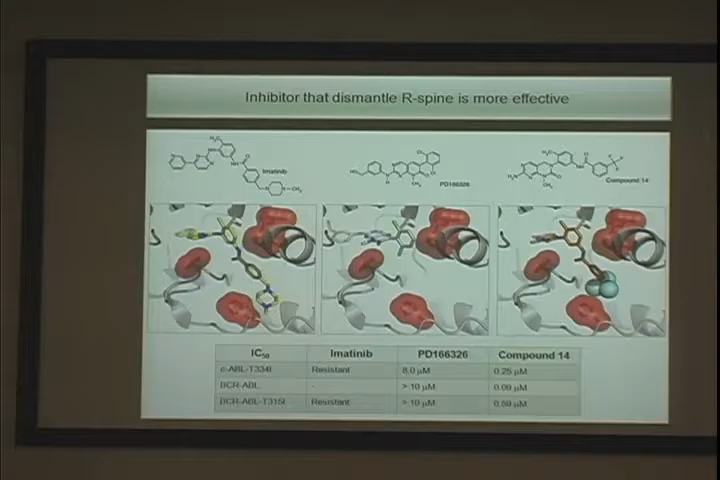 Inhibitor that dismantle R-spine is more effective
Imatinib
PD166326
Compound 14
IC50 Imatinib PD166326 Compound 14
c-ABL-T334I Resistant 8.0 µM 0.25 µM
BCR-ABL - > 10 µM 0.09 µM
BCR-ABL-T315I Resistant > 10 µM 0.59 µM